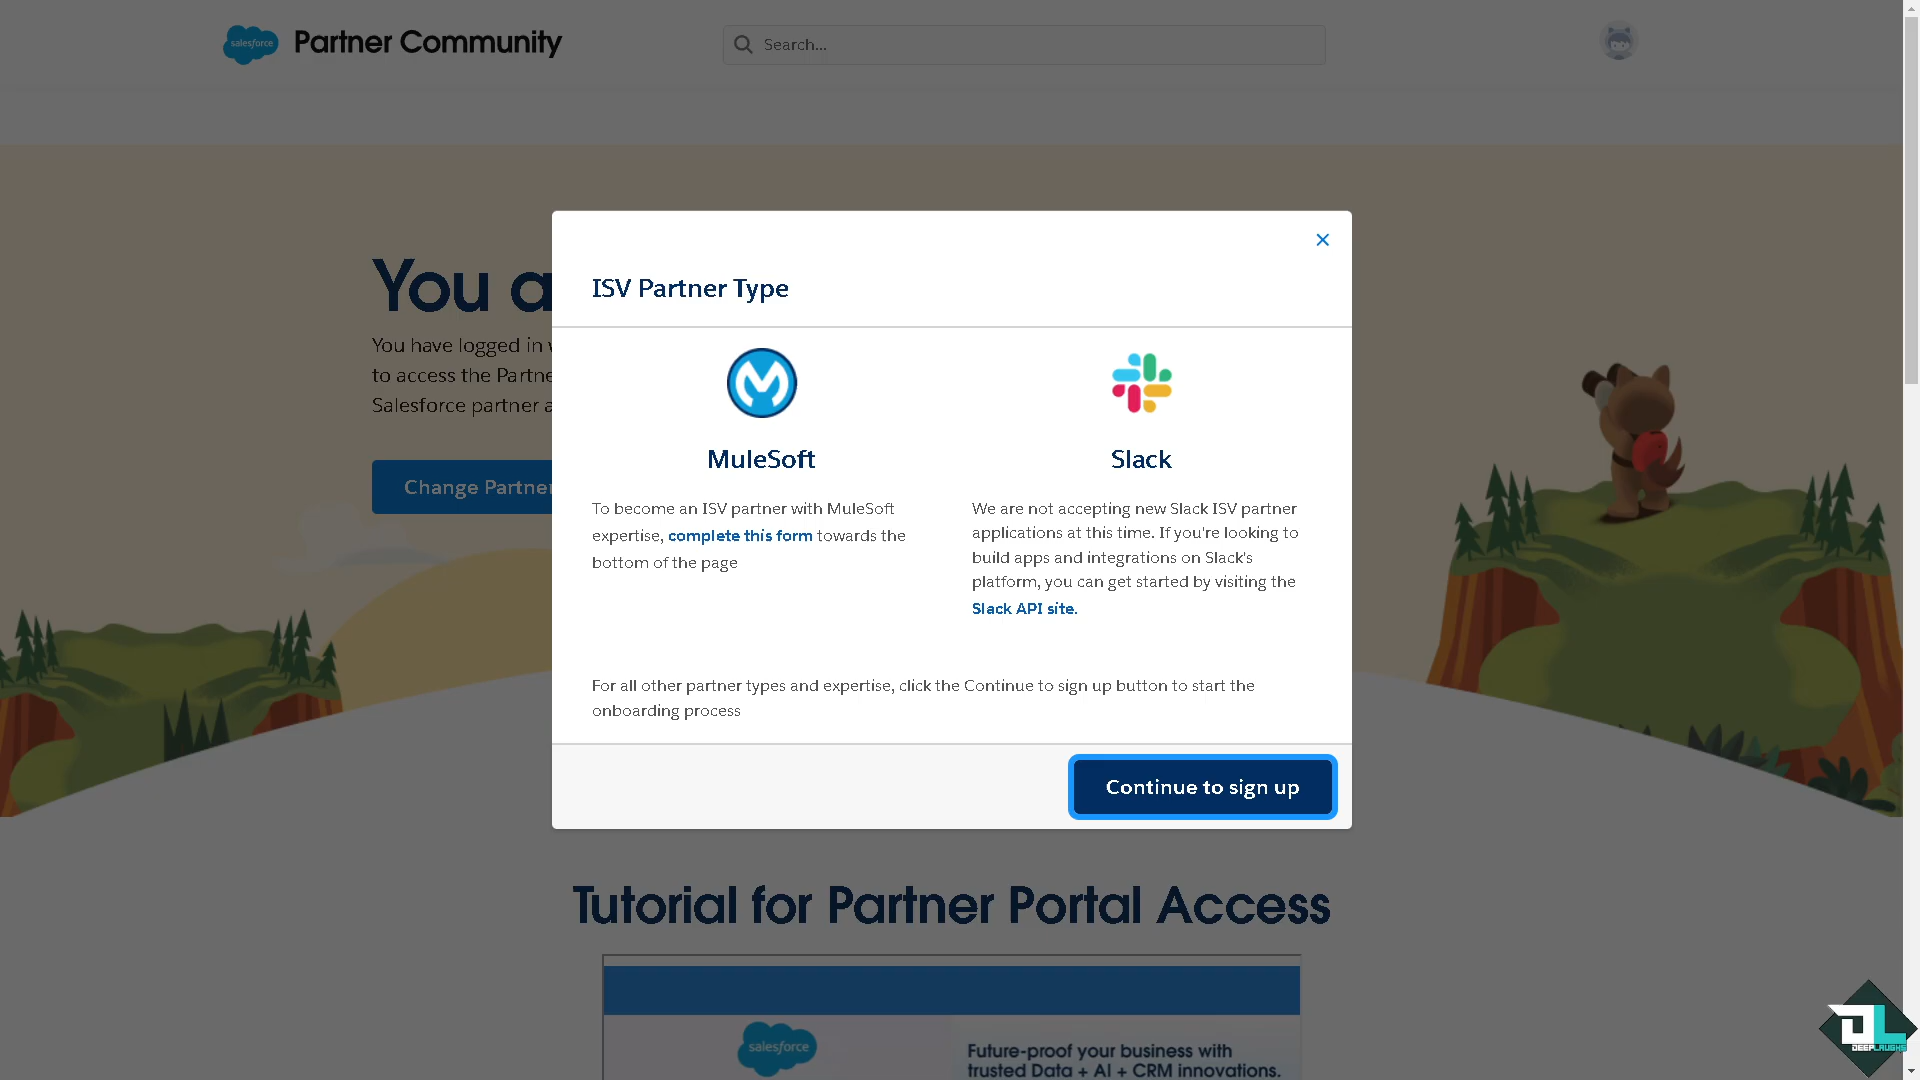 salesforce
Partner Community
Search...
You a
You have logged in
to access the Partne
Salesforce partner a
Change Partner
ISV Partner Type
MuleSoft
To become an ISV partner with MuleSoft
expertise, complete this form towards the
bottom of the page
Slack
We are not accepting new Slack ISV partner
applications at this time. If you're looking to
build apps and integrations on Slack's
platform, you can get started by visiting the
Slack API site.
For all other partner types and expertise, click the Continue to sign up button to start the
onboarding process
Continue to sign up
Tutorial for Partner Portal Access
salesforce
Future-proof your business with
trusted Data + AI + CRM innovations.
DL
DEEPLAUGHS